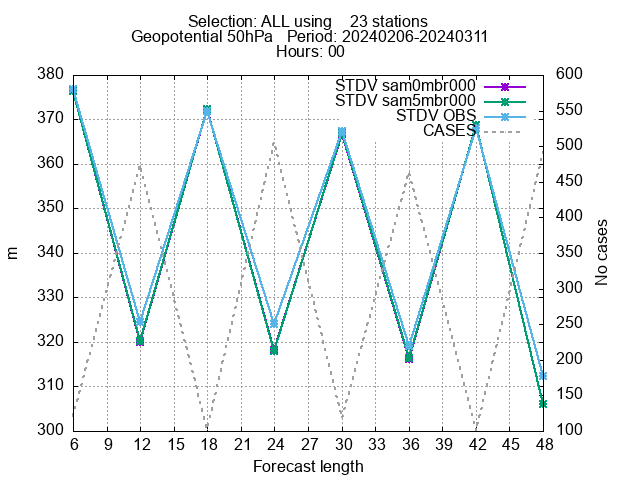 Selection: ALL using    23 stations
Geopotential 50hPa   Period: 20240206-20240311
Hours: 00
380 600
STDV sam0mbr000
STDV sam5mbr000
STDV OBS
CASES
370 550
360 500
350 450
340 400
330 350
320 300
310 250
300 200
150
100
m
No cases
6 9 12 15 18 21 24 27 30 33 36 39 42 45 48
Forecast length